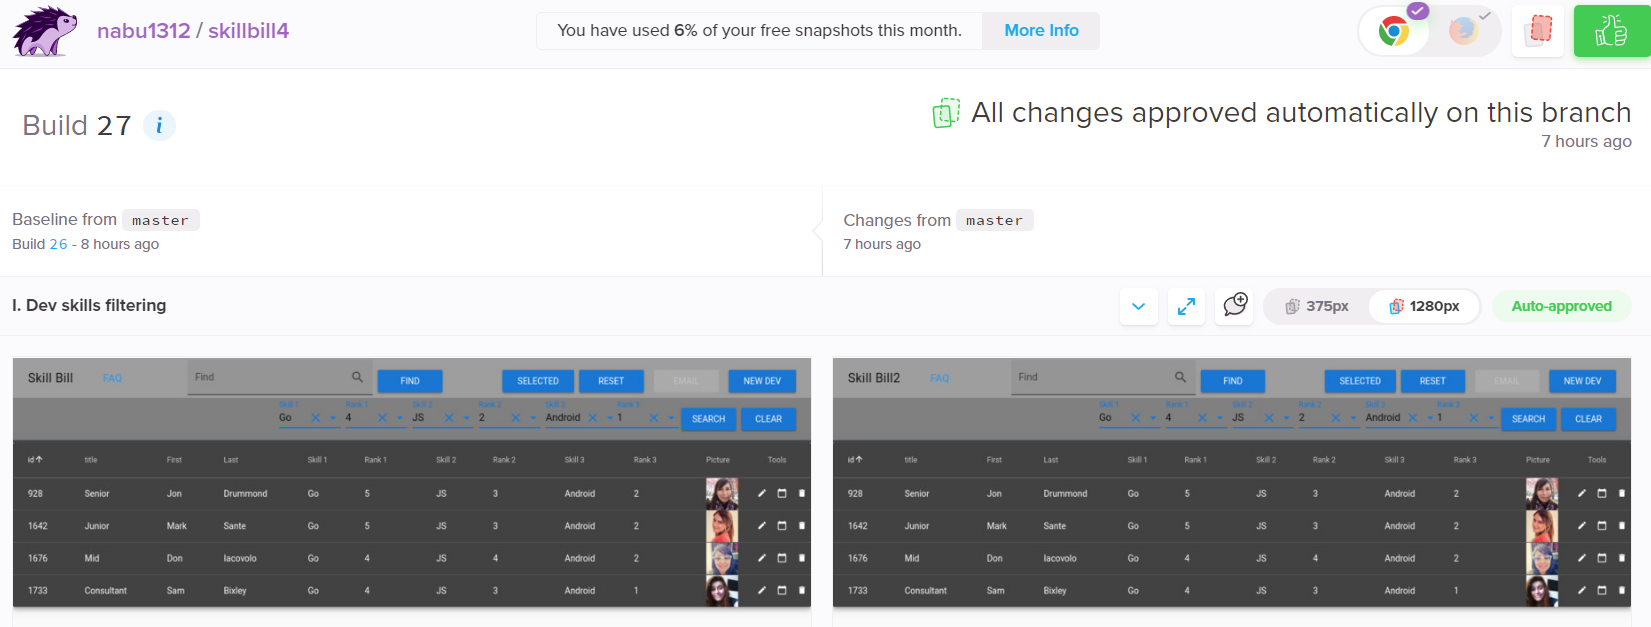 nabu1312 / skillbill4
You have used 6% of your free snapshots this month.
More Info
Build 27 i
All changes approved automatically on this branch
7 hours ago
Baseline from master
Build 26 - 8 hours ago
Changes from master
7 hours ago
I. Dev skills filtering
375px
1280px
Auto-approved
Skill Bill FAQ Find FIND SELECTED RESET EMAIL NEW DEV
Skill 1 Rank 1 Skill 2 Rank 2 Skill 3 Rank 3
Go 4 JS 2 Android 1 SEARCH CLEAR
id title First Last Skill 1 Rank 1 Skill 2 Rank 2 Skill 3 Rank 3 Picture Tools
928 Senior Jon Drummond Go 5 JS 3 Android 2
1642 Junior Mark Sante Go 5 JS 3 Android 2
1676 Mid Don Iacovolo Go 4 JS 4 Android 2
1733 Consultant Sam Bixley Go 4 JS 3 Android 1
Skill Bill2 FAQ Find FIND SELECTED RESET EMAIL NEW DEV
Skill 1 Rank 1 Skill 2 Rank 2 Skill 3 Rank 3
Go 4 JS 2 Android 1 SEARCH CLEAR
id title First Last Skill 1 Rank 1 Skill 2 Rank 2 Skill 3 Rank 3 Picture Tools
928 Senior Jon Drummond Go 5 JS 3 Android 2
1642 Junior Mark Sante Go 5 JS 3 Android 2
1676 Mid Don Iacovolo Go 4 JS 4 Android 2
1733 Consultant Sam Bixley Go 4 JS 3 Android 1